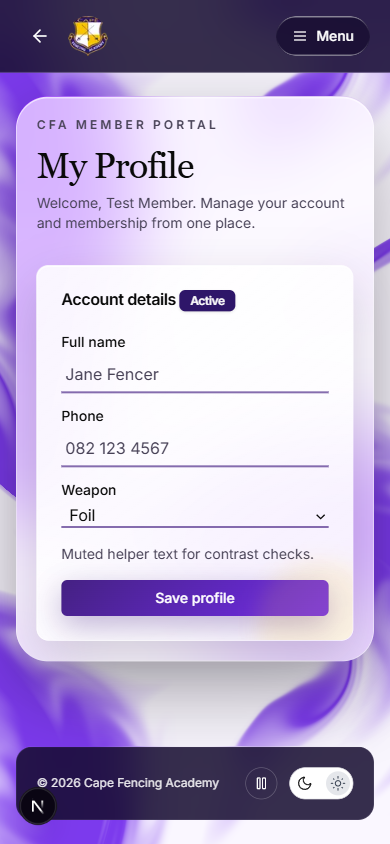 CAPE
Menu
CFA MEMBER PORTAL
My Profile
Welcome, Test Member. Manage your account
and membership from one place.
Account details Active
Full name
Jane Fencer
Phone
082 123 4567
Weapon
Foil
Muted helper text for contrast checks.
Save profile
© 2026 Cape Fencing Academy
N